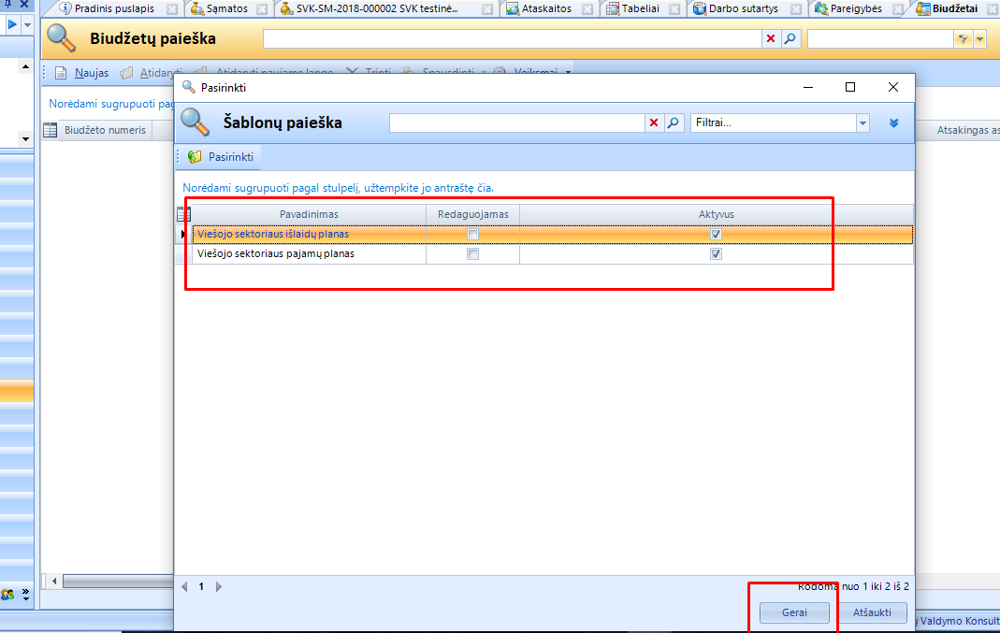 Pradinis puslapis
Sąmatos
SVK-SM-2018-000002 SVK testinė...
Ataskaitos
Tabeliai
Darbo sutartys
Pareigybės
Biudžetai
Biudžetų paieška
Naujas
Atidaryti
Atidaryti naujame lange
Trinti
Spausdinti
Veiksmai
Norėdami sugrupuoti pag
Biudžeto numeris
Atsakingas as
Pasirinkti
Šablonų paieška
Filtrai...
Pasirinkti
Norėdami sugrupuoti pagal stulpelį, užtempkite jo antraštę čia.
Pavadinimas
Redaguojamas
Aktyvus
Viešojo sektoriaus išlaidų planas
Viešojo sektoriaus pajamų planas
1
Rodoma nuo 1 iki 2 iš 2
Gerai
Atšaukti
Valdymo Konsult